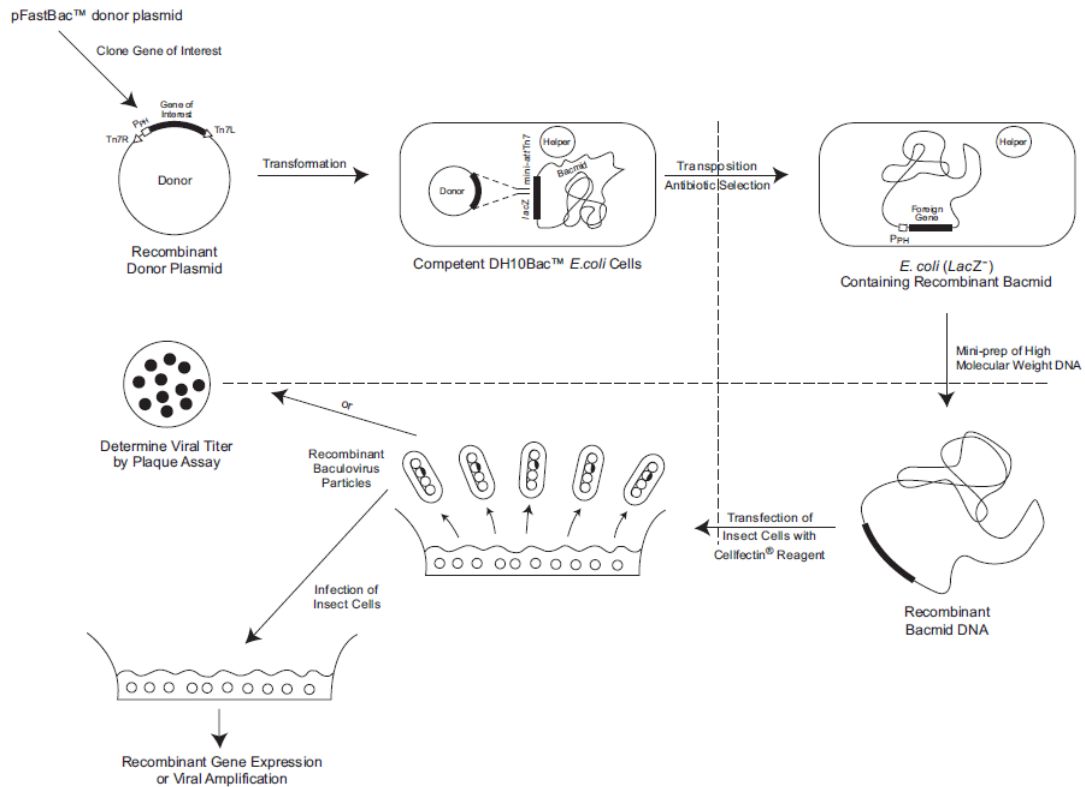 pFastBac™ donor plasmid
Clone Gene of Interest
Gene of
Interest
PPH
Tn7R
Tn7L
Donor
Recombinant
Donor Plasmid
Transformation
Helper
mini-attTn7
Bacmid
Donor
lacZ
Competent DH10Bac™ E.coli Cells
Transposition
Antibiotic Selection
Helper
Foreign
Gene
PPH
E. coli (LacZ⁻)
Containing Recombinant Bacmid
Mini-prep of High
Molecular Weight DNA
Determine Viral Titer
by Plaque Assay
or
Recombinant
Baculovirus
Particles
Transfection of
Insect Cells with
Cellfectin® Reagent
Recombinant
Bacmid DNA
Infection of
Insect Cells
Recombinant Gene Expression
or Viral Amplification